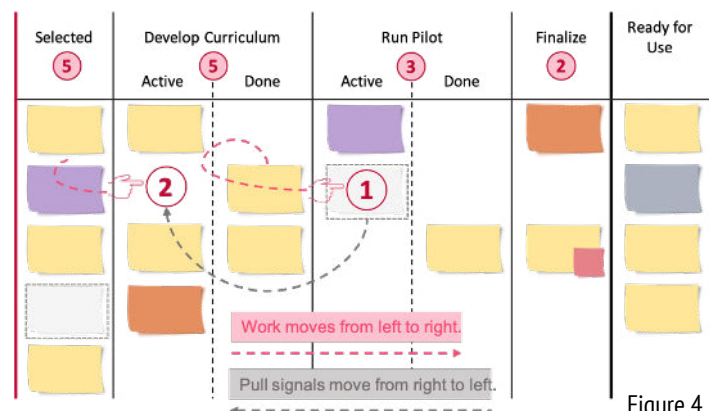 Selected
Develop Curriculum
Run Pilot
Finalize
Ready for
Use
5
5
3
2
Active
Done
Active
Done
2
1
Work moves from left to right.
Pull signals move from right to left.
Figure 4